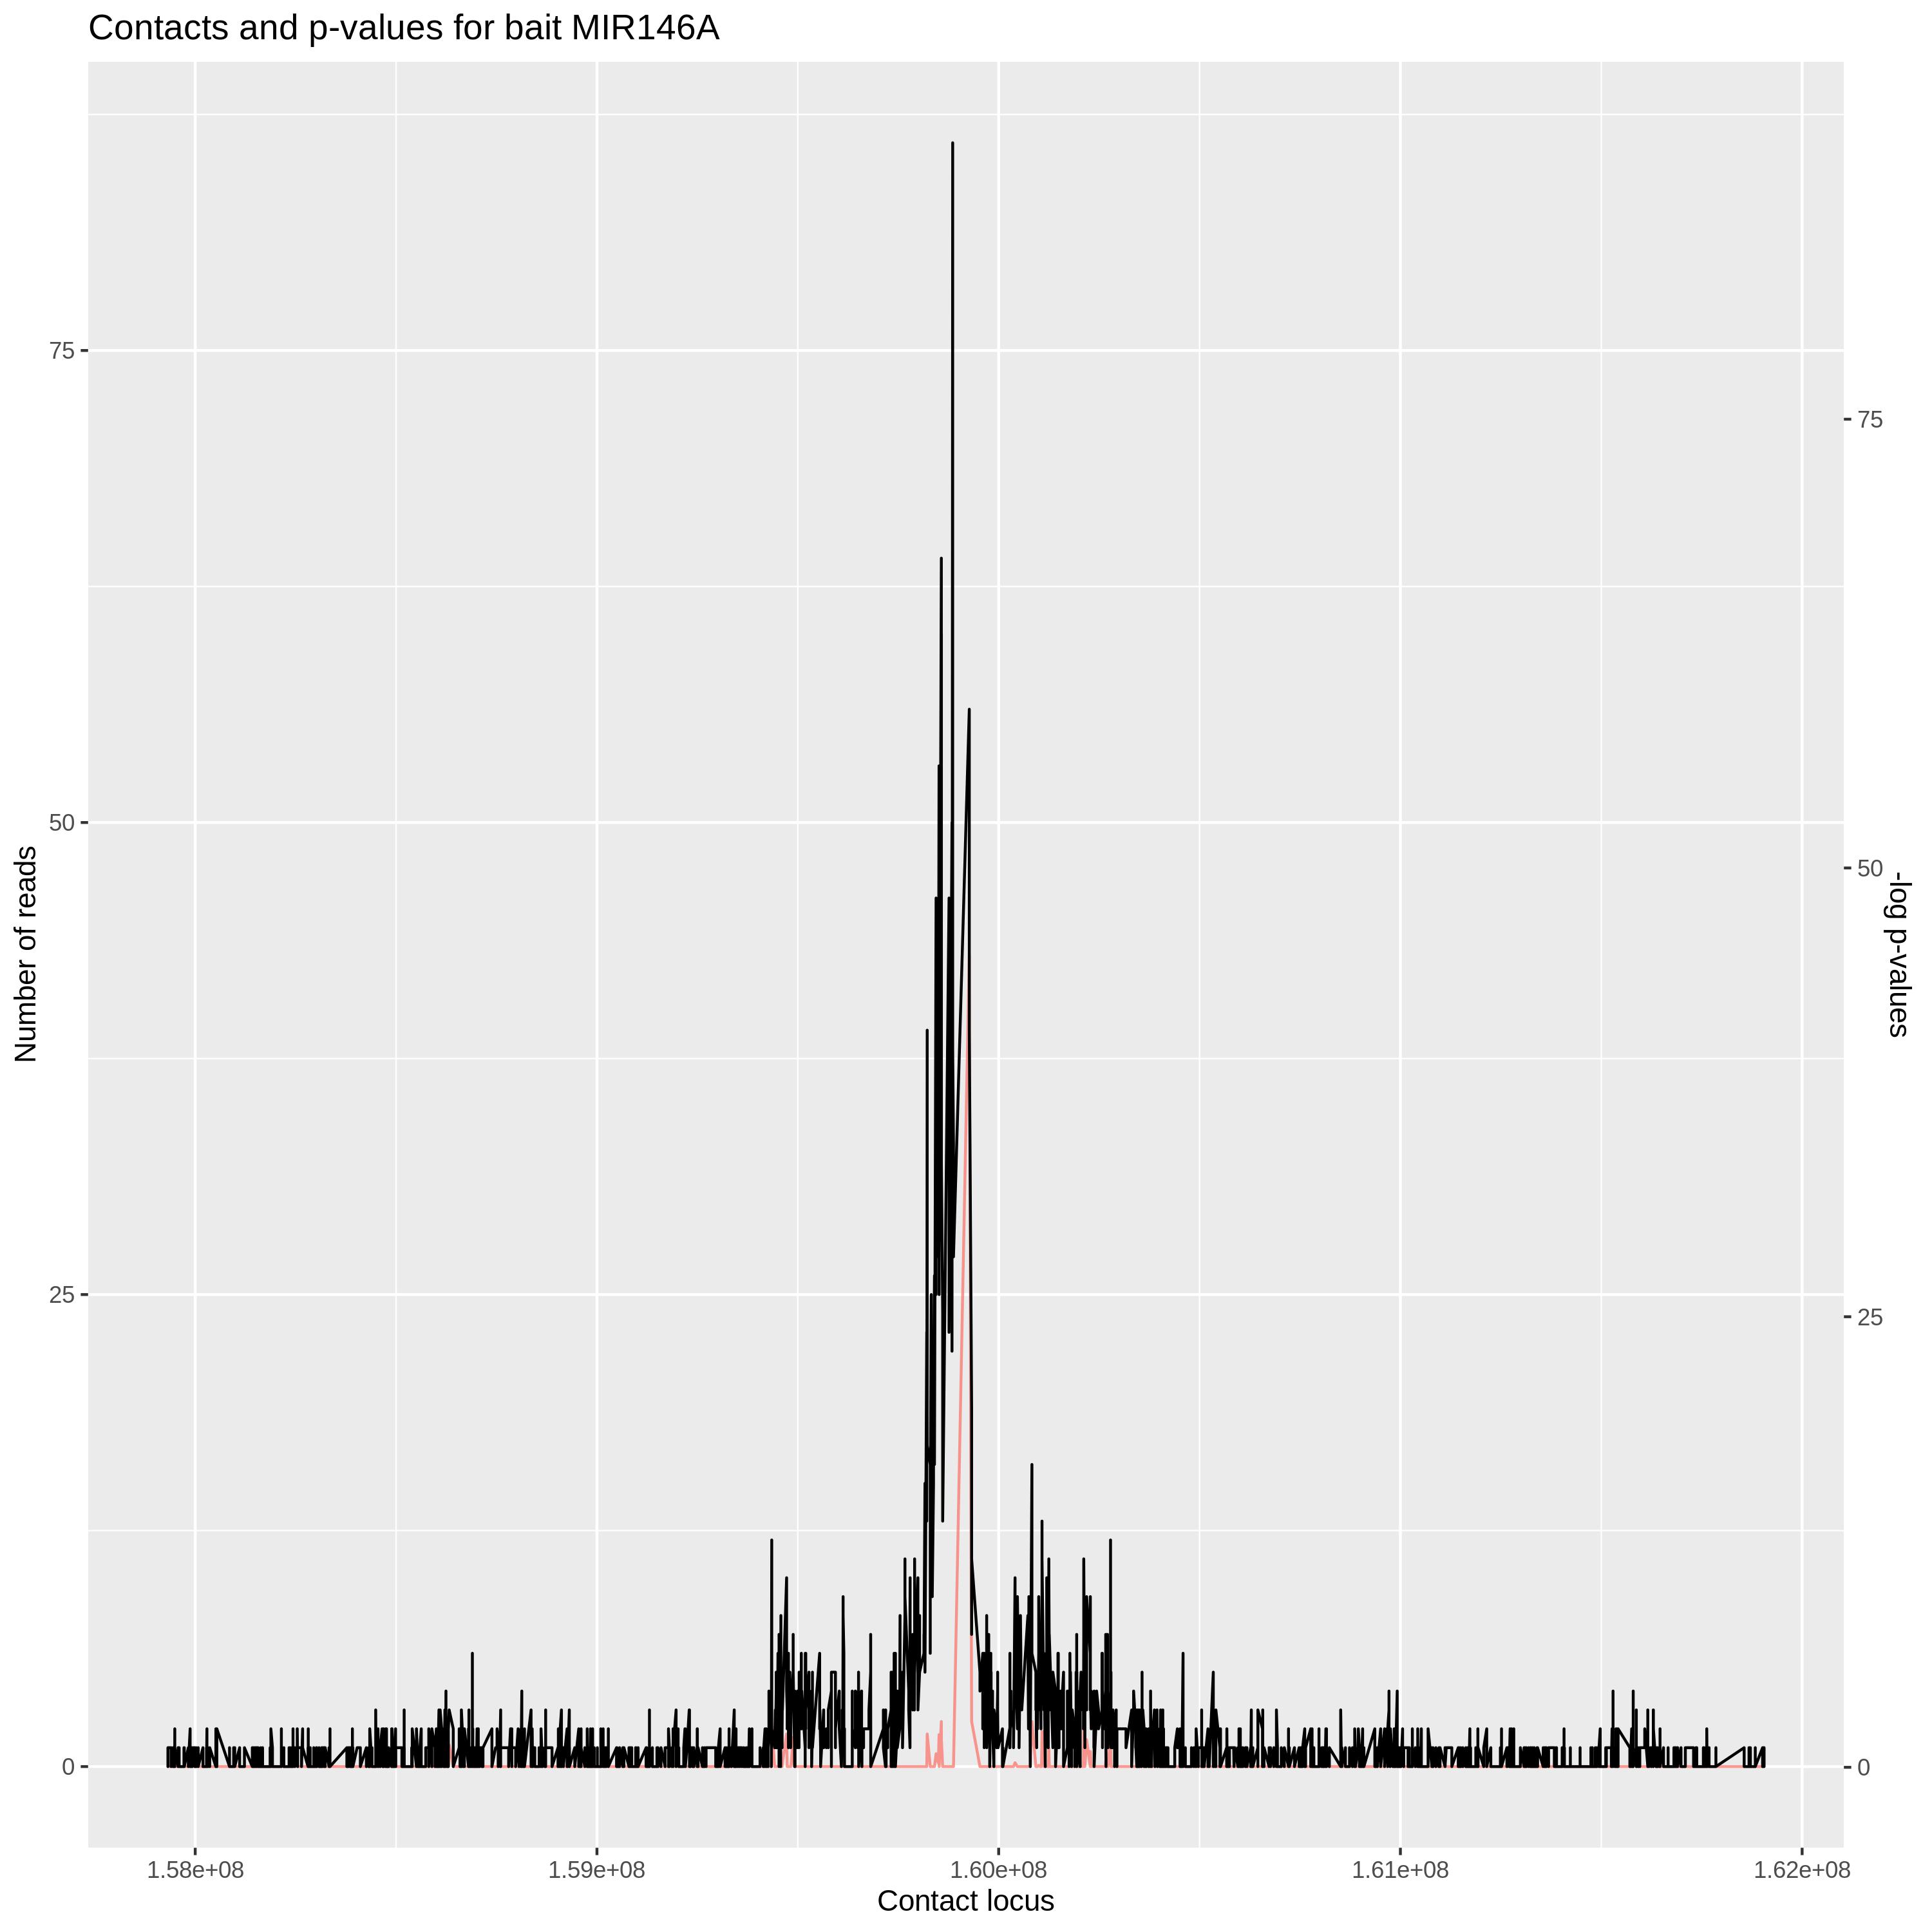 Contacts and p-values for bait MIR146A
75
50
25
0
Number of reads
75
50
25
0
-log p-values
1.58e+08
1.59e+08
1.60e+08
1.61e+08
1.62e+08
Contact locus